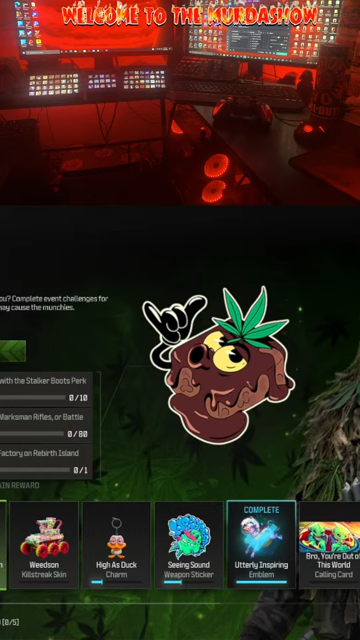 WELCOME TO THE MURDASHOW
you? Complete event challenges for
may cause the munchies.
with the Stalker Boots Perk
0/10
Marksman Rifles, or Battle
0/80
Factory on Rebirth Island
0/1
AIN REWARD
COMPLETE
Weedson
Killstreak Skin
High As Duck
Charm
Seeing Sound
Weapon Sticker
Utterly Inspiring
Emblem
Bro, You're Out of
This World
Calling Card
[0/5]